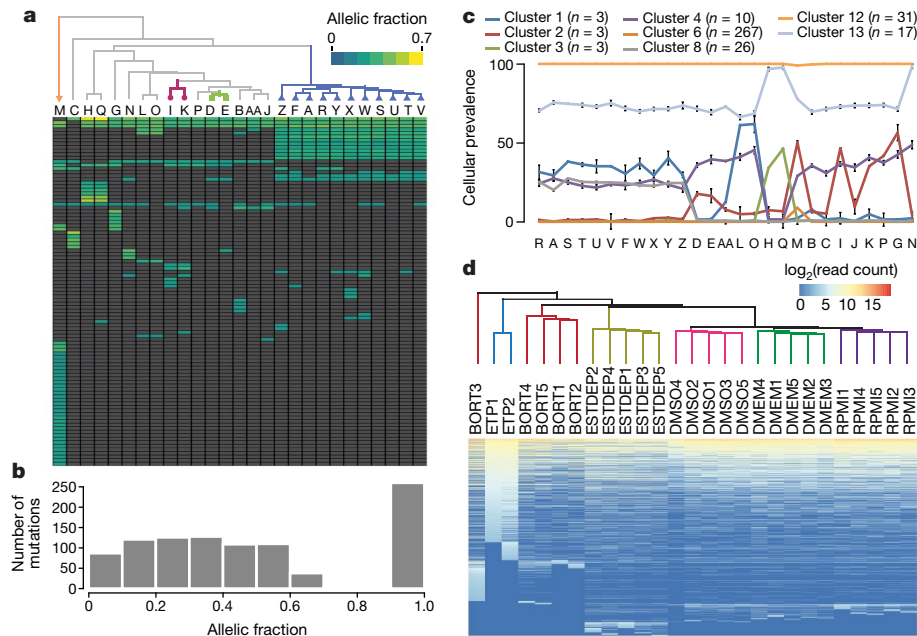 a
Allelic fraction
0 0.7
M C H Q G N L O I K P D E B AA J Z F A R Y X W S U T V
b
Number of mutations
250
200
150
100
50
0
0 0.2 0.4 0.6 0.8 1.0
Allelic fraction
c
Cluster 1 (n = 3) Cluster 4 (n = 10) Cluster 12 (n = 31)
Cluster 2 (n = 3) Cluster 6 (n = 267) Cluster 13 (n = 17)
Cluster 3 (n = 3) Cluster 8 (n = 26)
Cellular prevalence
100
50
0
R A S T U V F W X Y Z D E AA L O H Q M B C I J K P G N
d
log2(read count)
0 5 10 15
BORT3
ETP1
ETP2
BORT4
BORT5
BORT1
BORT2
ESTDEP2
ESTDEP4
ESTDEP1
ESTDEP3
ESTDEP5
DMSO4
DMSO2
DMSO1
DMSO3
DMSO5
DMEM4
DMEM1
DMEM5
DMEM2
DMEM3
RPMI1
RPMI4
RPMI5
RPMI2
RPMI3